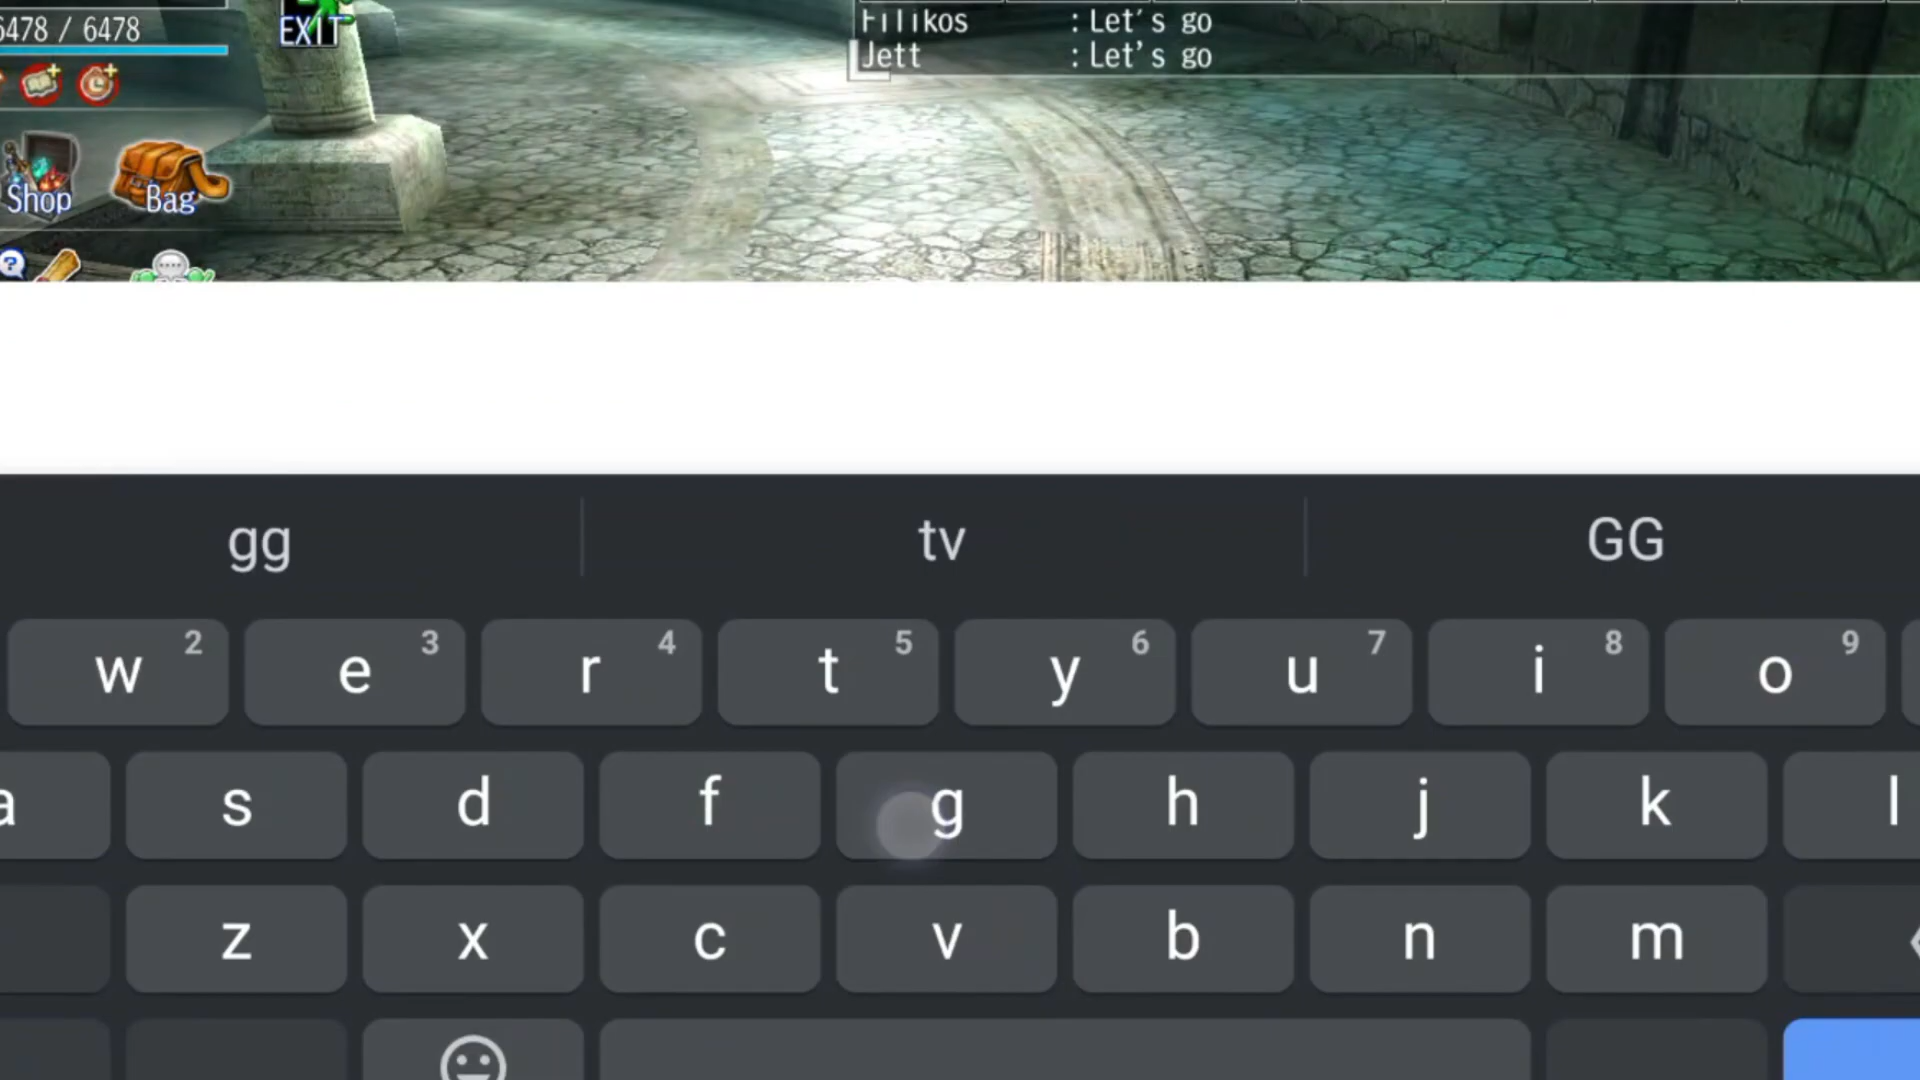 6478 / 6478
EXIT
Filikos : Let's go
Jett : Let's go
Shop Bag
?
gg tv GG
w 2 e 3 r 4 t 5 y 6 u 7 i 8 o 9
a s d f g h j k l
z x c v b n m